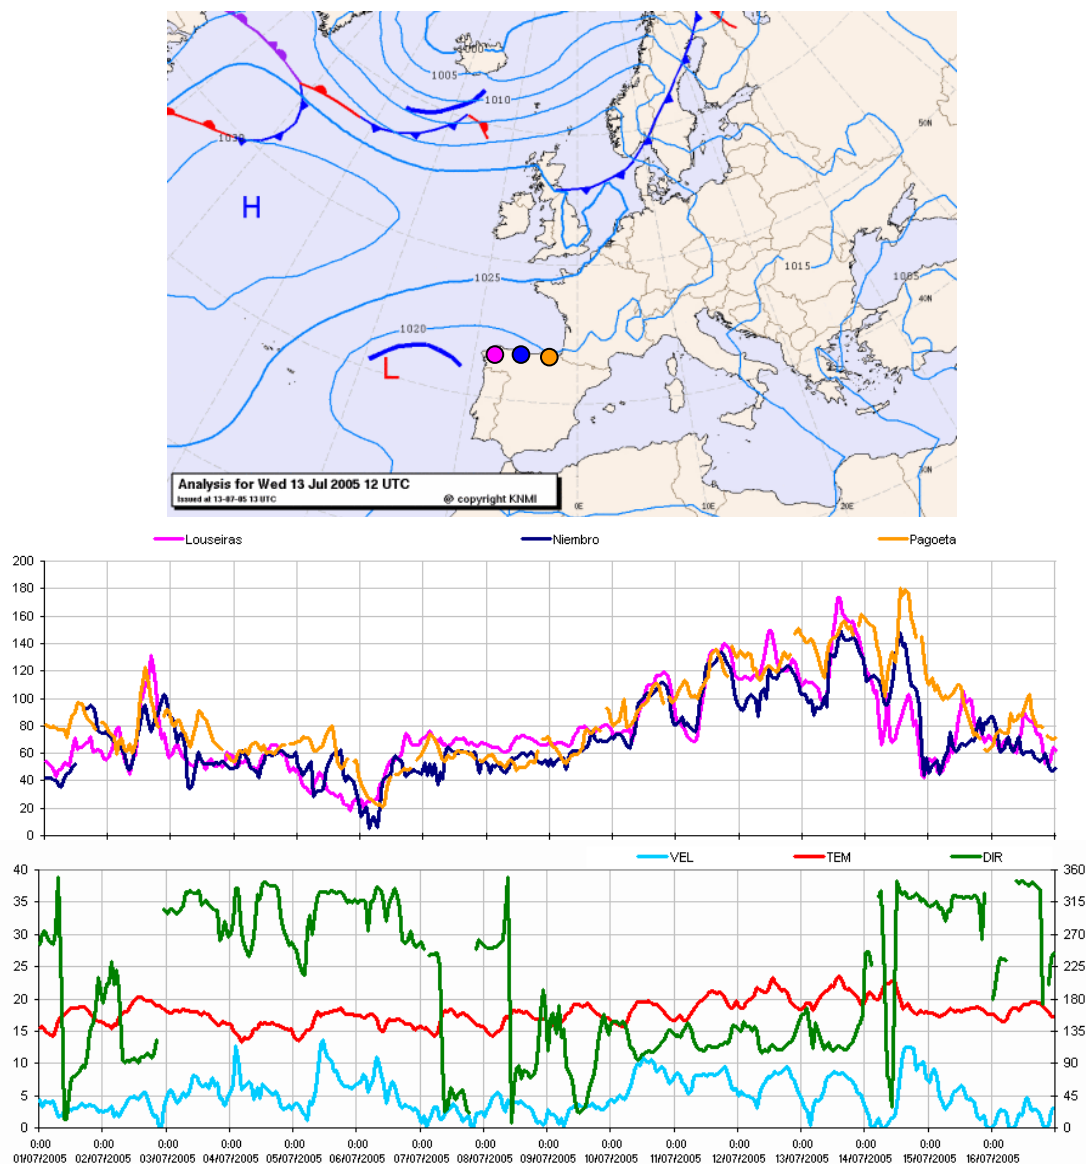 1000
1005
1010
1030
50N
H
1025
1015
1005
40N
1020
L
30N
Analysis for Wed 13 Jul 2005 12 UTC
Issued at 13-07-05 13 UTC
@ copyright KNMI
0E
10E
20E
Louseiras Niembro Pagoeta
200
180
160
140
120
100
80
60
40
20
0
VEL TEM DIR
40 360
35 315
30 270
25 225
20 180
15 135
10 90
5 45
0 0
0:00 0:00 0:00 0:00 0:00 0:00 0:00 0:00 0:00 0:00 0:00 0:00 0:00 0:00 0:00 0:00
01/07/2005 02/07/2005 03/07/2005 04/07/2005 05/07/2005 06/07/2005 07/07/2005 08/07/2005 09/07/2005 10/07/2005 11/07/2005 12/07/2005 13/07/2005 14/07/2005 15/07/2005 16/07/2005